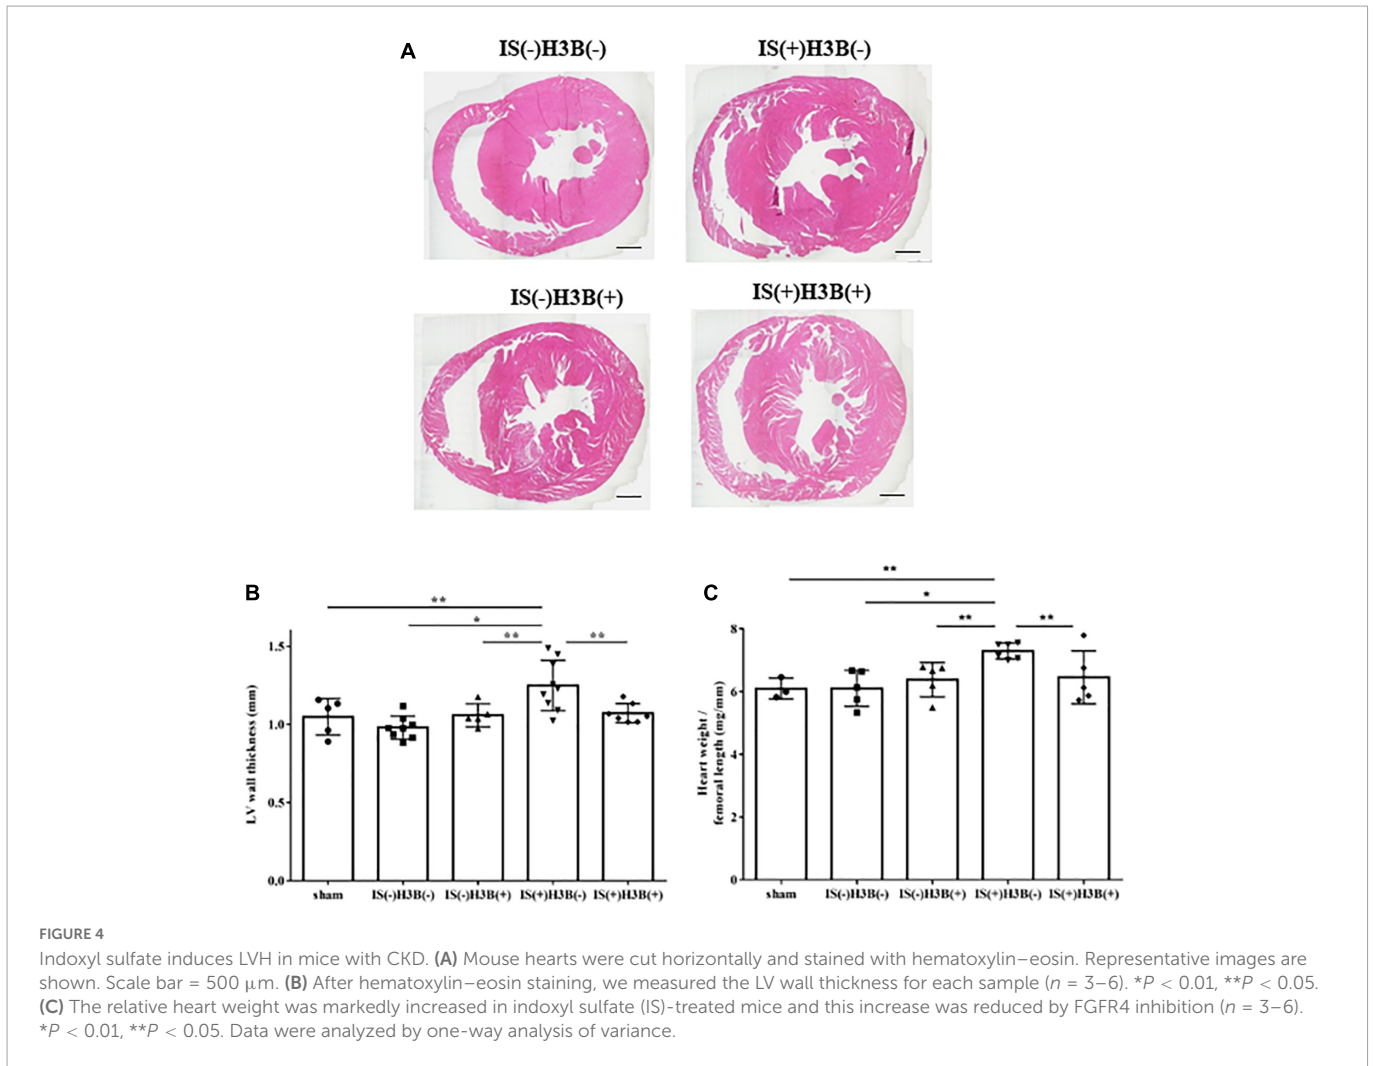 A
IS(-)H3B(-)
IS(+)H3B(-)
IS(-)H3B(+)
IS(+)H3B(+)
B
**
*
**
**
LV wall thickness (mm)
1.5
1.0
0.5
0.0
sham
IS(-)H3B(-)
IS(-)H3B(+)
IS(+)H3B(-)
IS(+)H3B(+)
C
**
*
**
**
Heart weight /
femoral length (mg/mm)
8
6
4
2
0
sham
IS(-)H3B(-)
IS(-)H3B(+)
IS(+)H3B(-)
IS(+)H3B(+)
FIGURE 4
Indoxyl sulfate induces LVH in mice with CKD. (A) Mouse hearts were cut horizontally and stained with hematoxylin–eosin. Representative images are
shown. Scale bar = 500 μm. (B) After hematoxylin–eosin staining, we measured the LV wall thickness for each sample (n = 3–6). *P < 0.01, **P < 0.05.
(C) The relative heart weight was markedly increased in indoxyl sulfate (IS)-treated mice and this increase was reduced by FGFR4 inhibition (n = 3–6).
*P < 0.01, **P < 0.05. Data were analyzed by one-way analysis of variance.